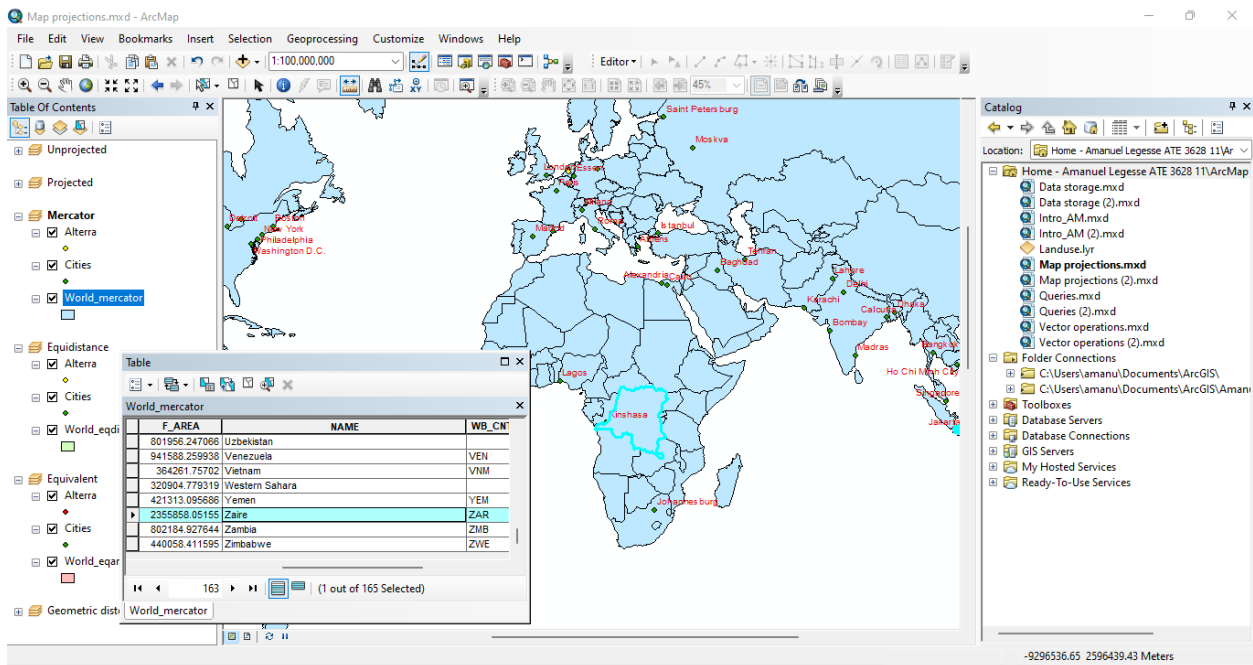 Map projections.mxd - ArcMap
File Edit View Bookmarks Insert Selection Geoprocessing Customize Windows Help
1:100,000,000
Editor
45%
Table Of Contents
Unprojected
Projected
Mercator
Alterra
Cities
World_mercator
Equidistance
Alterra
Cities
World_eqdi
Equivalent
Alterra
Cities
World_eqar
Geometric dist
Saint Petersburg
Moskva
London
Essen
Paris
Milano
Detroit
Boston
New York
Philadelphia
Washington D.C.
Madrid
Roma
Istanbul
Athens
Tehran
Baghdad
Alexandria
Cairo
Lahore
Delhi
Karachi
Dhaka
Calcutta
Bombay
Madras
Bangkok
Ho Chi Minh City
Singapore
Jakarta
Lagos
Kinshasa
Johannesburg
Table
World_mercator
F_AREA NAME WB_CNT
801956.247066 Uzbekistan
941588.259938 Venezuela VEN
364261.75702 Vietnam VNM
320904.779319 Western Sahara
421313.095686 Yemen YEM
2355858.05155 Zaire ZAR
802184.927644 Zambia ZMB
440058.411595 Zimbabwe ZWE
163 (1 out of 165 Selected)
World_mercator
Catalog
Location: Home - Amanuel Legesse ATE 3628 11\Ar
Home - Amanuel Legesse ATE 3628 11\ArcMap
Data storage.mxd
Data storage (2).mxd
Intro_AM.mxd
Intro_AM (2).mxd
Landuse.lyr
Map projections.mxd
Map projections (2).mxd
Queries.mxd
Queries (2).mxd
Vector operations.mxd
Vector operations (2).mxd
Folder Connections
C:\Users\amanu\Documents\ArcGIS\
C:\Users\amanu\Documents\ArcGIS\Aman
Toolboxes
Database Servers
Database Connections
GIS Servers
My Hosted Services
Ready-To-Use Services
-9296536.65 2596439.43 Meters